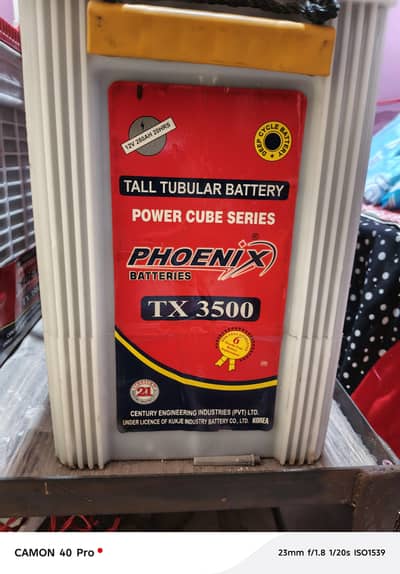 12V 250AH 20HRS
DEEP CYCLE BATTERY
TALL TUBULAR BATTERY
POWER CUBE SERIES
PHOENIX
®
BATTERIES
TX 3500
6
21
CENTURY ENGINEERING INDUSTRIES (PVT) LTD.
UNDER LICENCE OF KUKJE INDUSTRY BATTERY CO., LTD. KOREA
CAMON 40 Pro
23mm f/1.8 1/20s ISO1539